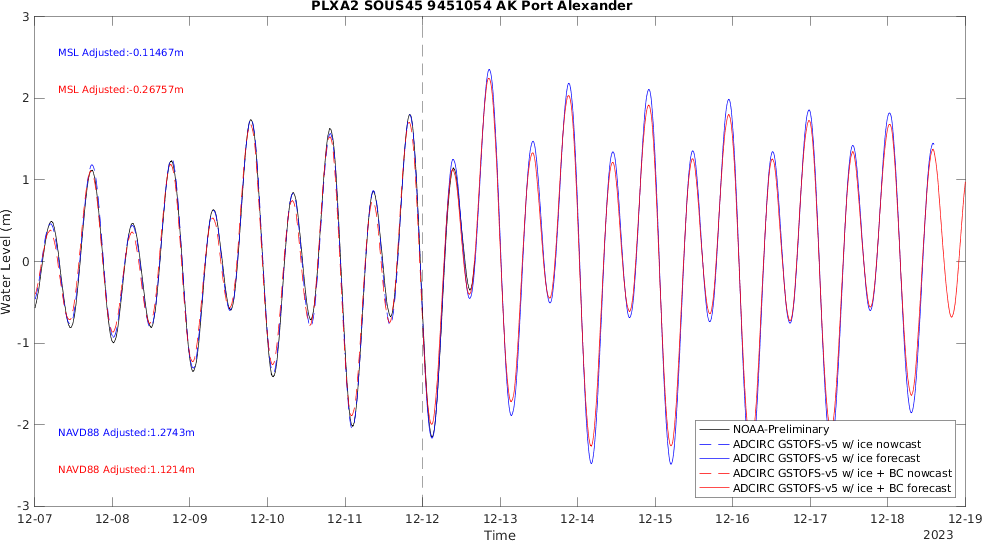 PLXA2 SOUS45 9451054 AK Port Alexander
3
2
1
0
-1
-2
-3
Water Level (m)
MSL Adjusted:-0.11467m
MSL Adjusted:-0.26757m
NAVD88 Adjusted:1.2743m
NAVD88 Adjusted:1.1214m
NOAA-Preliminary
ADCIRC GSTOFS-v5 w/ ice nowcast
ADCIRC GSTOFS-v5 w/ ice forecast
ADCIRC GSTOFS-v5 w/ ice + BC nowcast
ADCIRC GSTOFS-v5 w/ ice + BC forecast
12-07 12-08 12-09 12-10 12-11 12-12 12-13 12-14 12-15 12-16 12-17 12-18 12-19
Time
2023